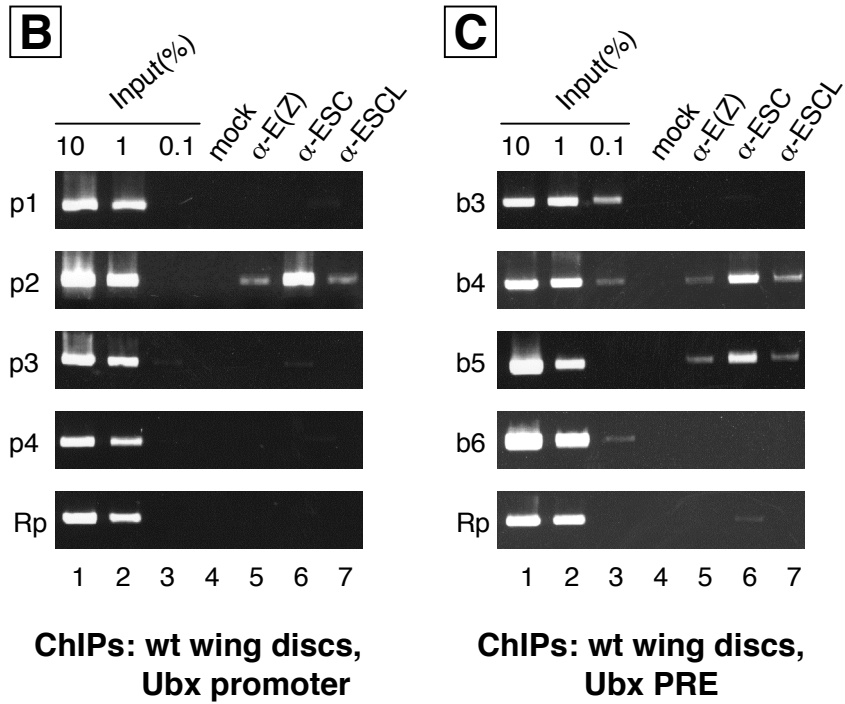 B
Input(%)
10 1 0.1 mock α-E(Z) α-ESC α-ESCL
p1
p2
p3
p4
Rp
1 2 3 4 5 6 7
ChIPs: wt wing discs,
Ubx promoter
C
Input(%)
10 1 0.1 mock α-E(Z) α-ESC α-ESCL
b3
b4
b5
b6
Rp
1 2 3 4 5 6 7
ChIPs: wt wing discs,
Ubx PRE